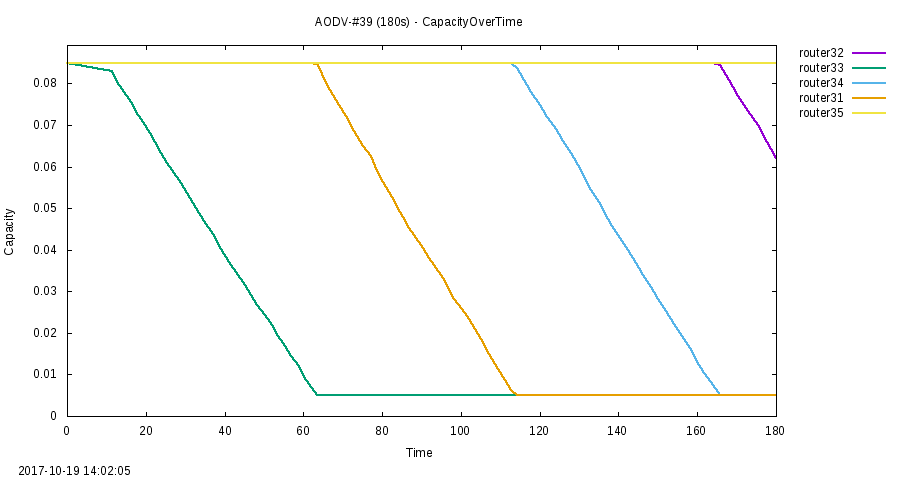 AODV-#39 (180s) - CapacityOverTime
router32
router33
router34
router31
router35
0.08
0.07
0.06
0.05
0.04
0.03
0.02
0.01
0
Capacity
0 20 40 60 80 100 120 140 160 180
Time
2017-10-19 14:02:05